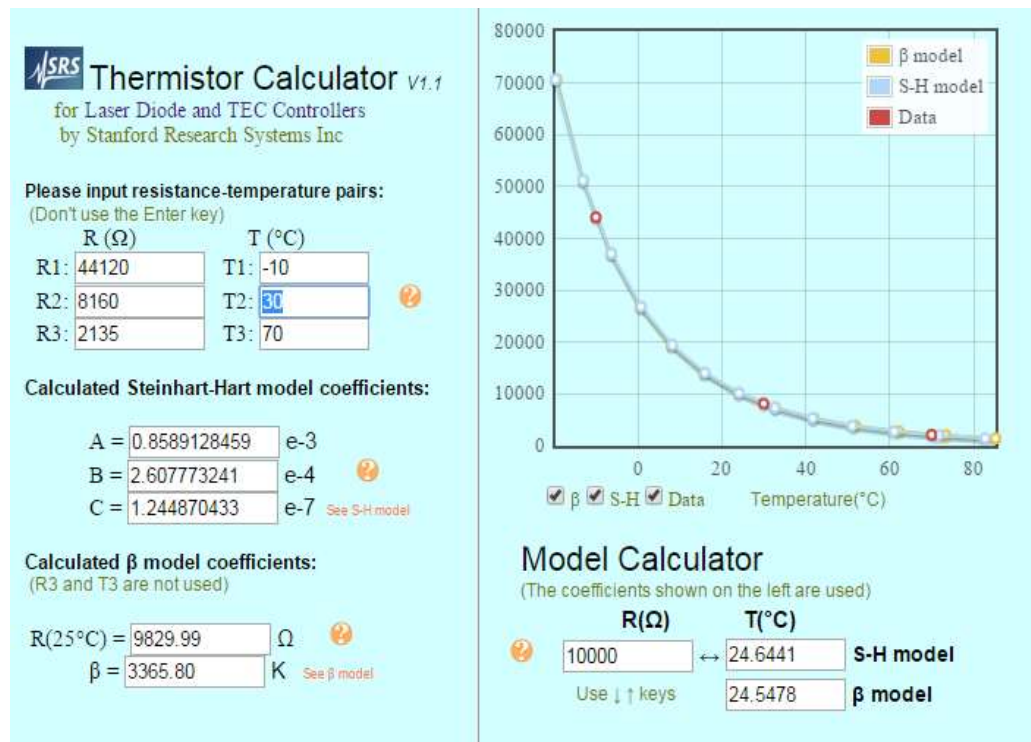 SRS Thermistor Calculator V1.1
for Laser Diode and TEC Controllers
by Stanford Research Systems Inc
Please input resistance-temperature pairs:
(Don't use the Enter key)
R (Ω) T (°C)
R1: 44120 T1: -10
R2: 8160 T2: 30 ?
R3: 2135 T3: 70
Calculated Steinhart-Hart model coefficients:
A = 0.8589128459 e-3
B = 2.607773241 e-4 ?
C = 1.244870433 e-7 See S-H model
Calculated β model coefficients:
(R3 and T3 are not used)
R(25°C) = 9829.99 Ω ?
β = 3365.80 K See β model
80000
70000
60000
50000
40000
30000
20000
10000
0
β model
S-H model
Data
0 20 40 60 80
β S-H Data Temperature(°C)
Model Calculator
(The coefficients shown on the left are used)
R(Ω) T(°C)
? 10000 ↔ 24.6441 S-H model
Use ↓↑ keys 24.5478 β model